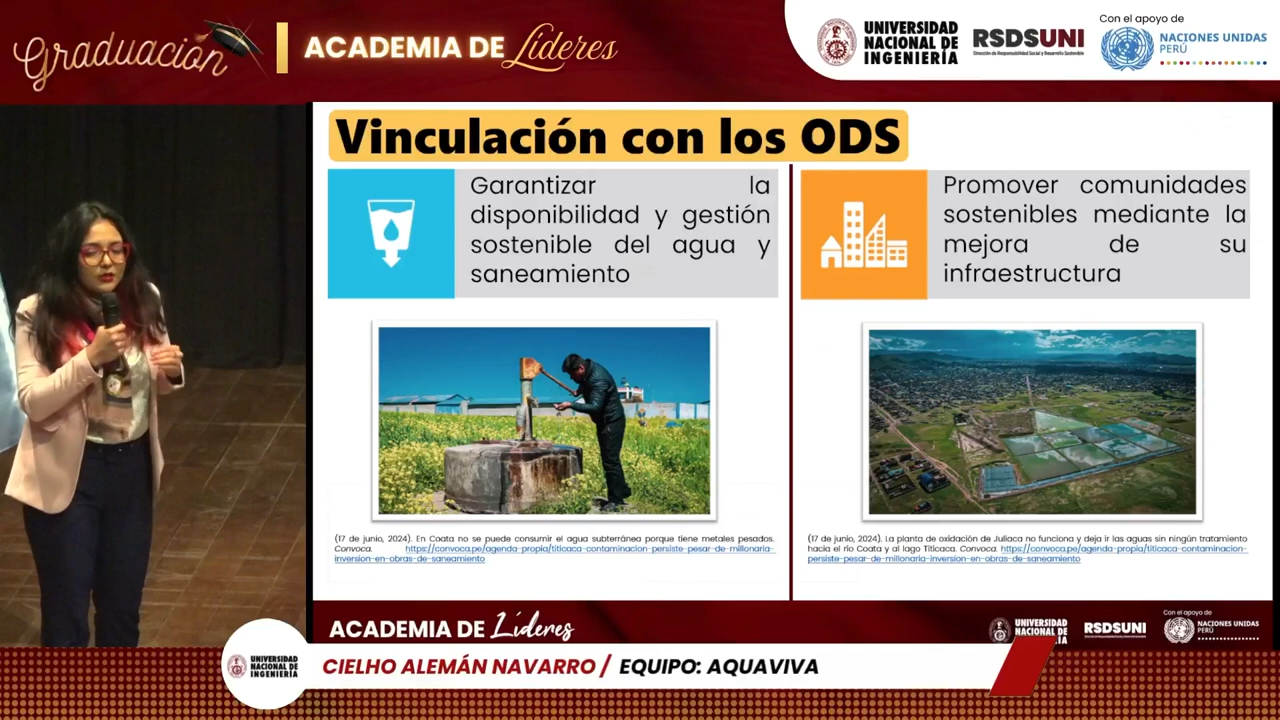 Graduación
ACADEMIA DE Líderes
UNIVERSIDAD
NACIONAL DE
INGENIERÍA
RSDSUNI
Dirección de Responsabilidad Social y Desarrollo Sostenible
Con el apoyo de
NACIONES UNIDAS
PERÚ
Vinculación con los ODS
Garantizar la
disponibilidad y gestión
sostenible del agua y
saneamiento
Promover comunidades
sostenibles mediante la
mejora de su
infraestructura
(17 de junio, 2024). En Coata no se puede consumir el agua subterránea porque tiene metales pesados.
Convoca. https://convoca.pe/agenda-propia/titicaca-contaminacion-persiste-pesar-de-millonaria-
inversion-en-obras-de-saneamiento
(17 de junio, 2024). La planta de oxidación de Juliaca no funciona y deja ir las aguas sin ningún tratamiento
hacia el río Coata y al lago Titicaca. Convoca. https://convoca.pe/agenda-propia/titicaca-contaminacion-
persiste-pesar-de-millonaria-inversion-en-obras-de-saneamiento
ACADEMIA DE Líderes
UNIVERSIDAD
NACIONAL DE
INGENIERÍA
RSDSUNI
Con el apoyo de
NACIONES UNIDAS
PERÚ
UNIVERSIDAD
NACIONAL DE
INGENIERÍA
CIELHO ALEMÁN NAVARRO / EQUIPO: AQUAVIVA